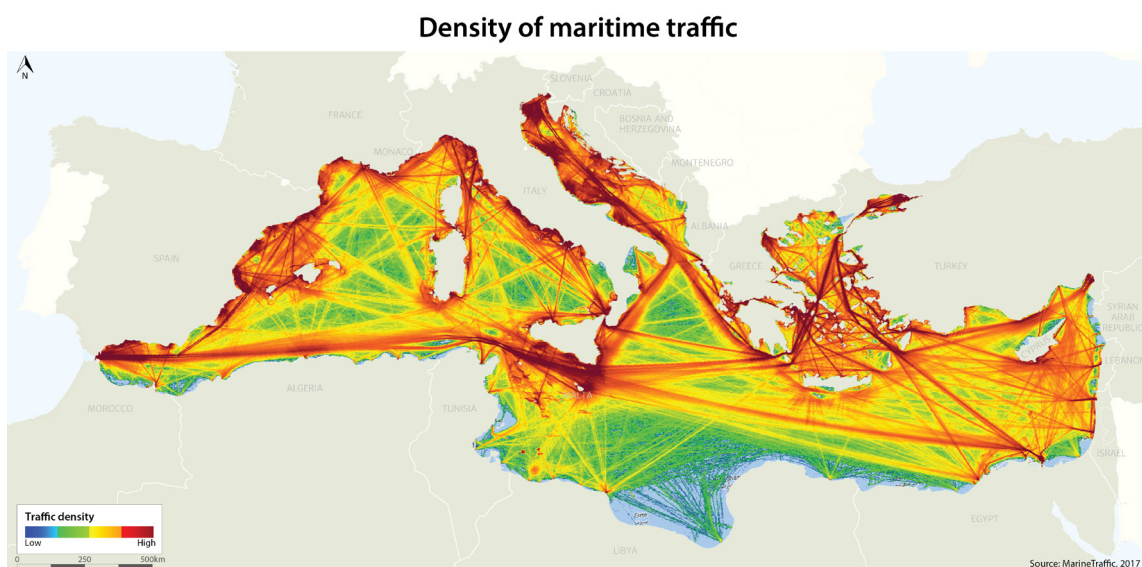 Density of maritime traffic
N
SLOVENIA
CROATIA
FRANCE
BOSNIA AND
HERZEGOVINA
MONACO
MONTENEGRO
ITALY
ALBANIA
SPAIN
GREECE
TURKEY
SYRIAN
ARAB
REPUBLIC
CYPRUS
LEBANON
ALGERIA
MALTA
MOROCCO
TUNISIA
ISRAEL
Traffic density
Low
High
EGYPT
LIBYA
0
250
500km
Source: MarineTraffic, 2017